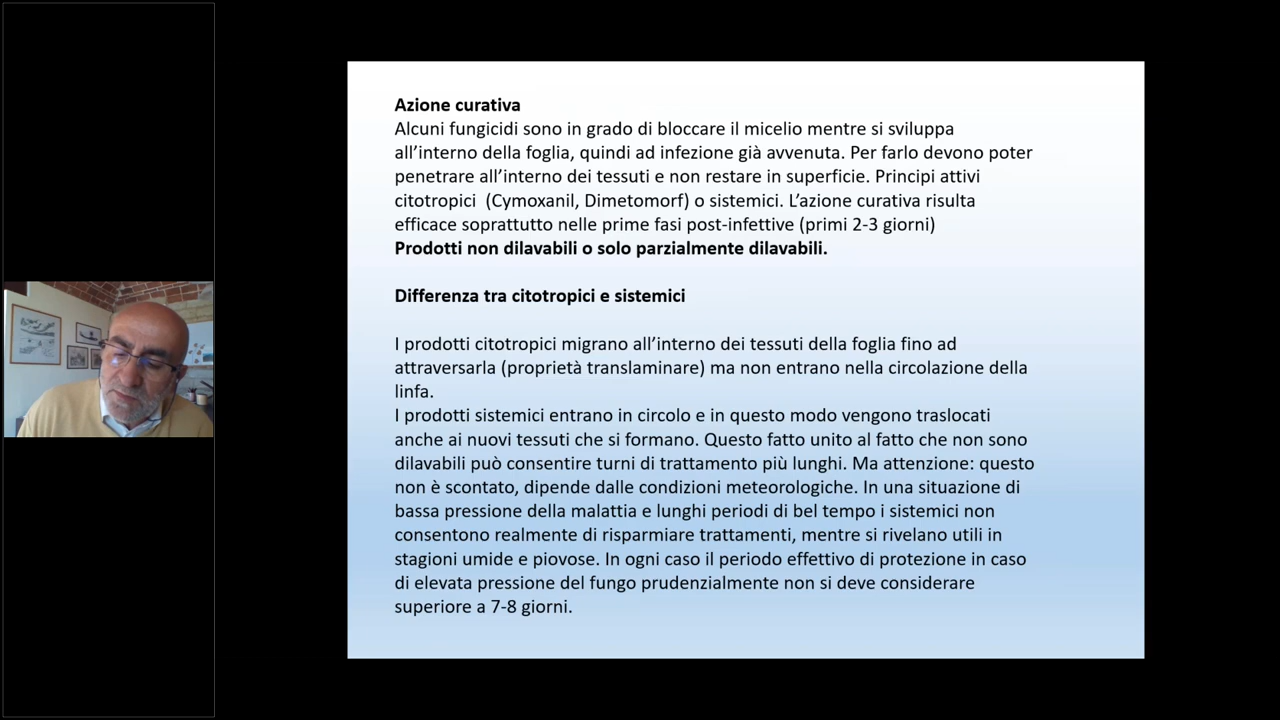 Azione curativa
Alcuni fungicidi sono in grado di bloccare il micelio mentre si sviluppa
all’interno della foglia, quindi ad infezione già avvenuta. Per farlo devono poter
penetrare all’interno dei tessuti e non restare in superficie. Principi attivi
citotropici  (Cymoxanil, Dimetomorf) o sistemici. L’azione curativa risulta
efficace soprattutto nelle prime fasi post-infettive (primi 2-3 giorni)
Prodotti non dilavabili o solo parzialmente dilavabili.
Differenza tra citotropici e sistemici
I prodotti citotropici migrano all’interno dei tessuti della foglia fino ad
attraversarla (proprietà translaminare) ma non entrano nella circolazione della
linfa.
I prodotti sistemici entrano in circolo e in questo modo vengono traslocati
anche ai nuovi tessuti che si formano. Questo fatto unito al fatto che non sono
dilavabili può consentire turni di trattamento più lunghi. Ma attenzione: questo
non è scontato, dipende dalle condizioni meteorologiche. In una situazione di
bassa pressione della malattia e lunghi periodi di bel tempo i sistemici non
consentono realmente di risparmiare trattamenti, mentre si rivelano utili in
stagioni umide e piovose. In ogni caso il periodo effettivo di protezione in caso
di elevata pressione del fungo prudenzialmente non si deve considerare
superiore a 7-8 giorni.